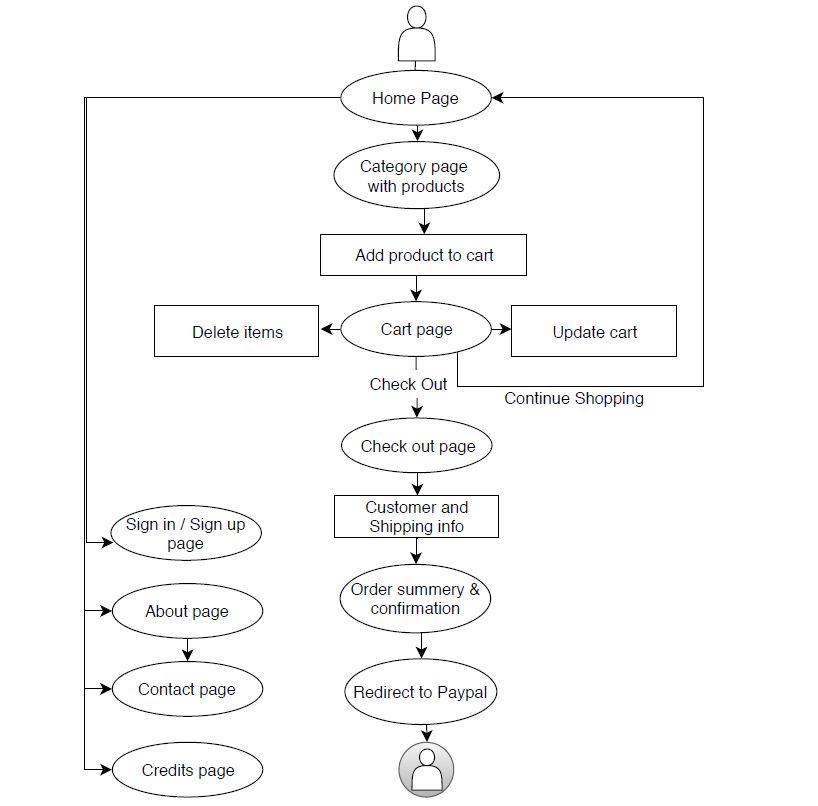 Home Page
Category page
with products
Add product to cart
Delete items
Cart page
Update cart
Check Out
Continue Shopping
Check out page
Customer and
Shipping info
Sign in / Sign up
page
Order summery &
confirmation
About page
Contact page
Redirect to Paypal
Credits page